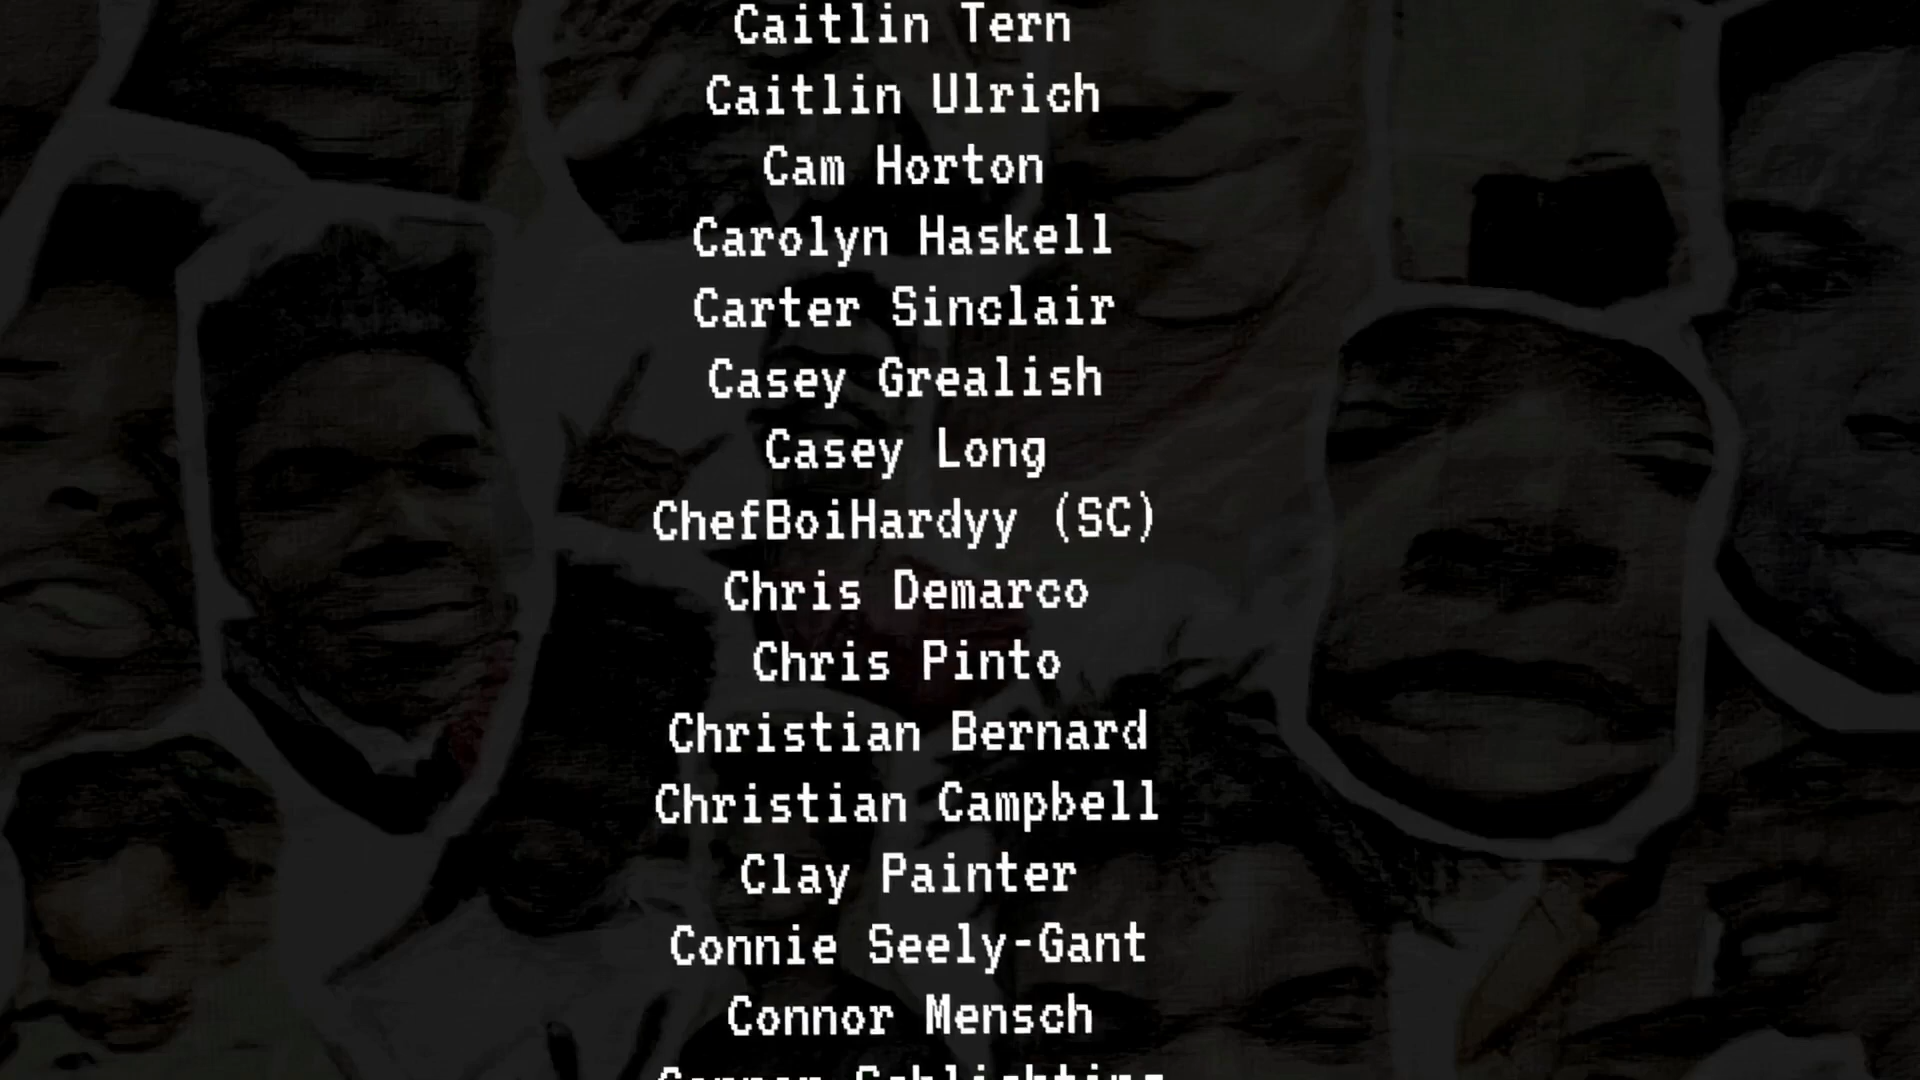 Caitlin Tern
Caitlin Ulrich
Cam Horton
Carolyn Haskell
Carter Sinclair
Casey Grealish
Casey Long
ChefBoiHardyy (SC)
Chris Demarco
Chris Pinto
Christian Bernard
Christian Campbell
Clay Painter
Connie Seely-Gant
Connor Mensch